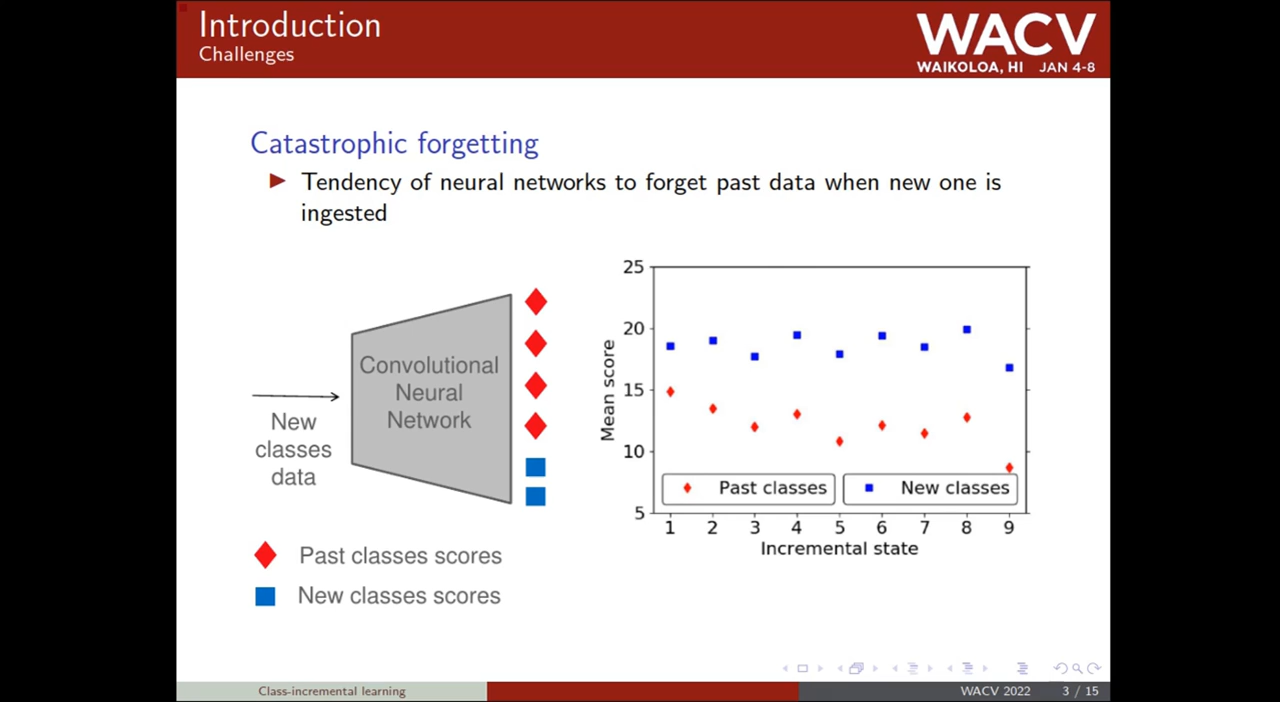 Introduction
Challenges
WACV
WAIKOLOA, HI JAN 4-8
Catastrophic forgetting
Tendency of neural networks to forget past data when new one is
ingested
New
classes
data
Convolutional
Neural
Network
Past classes scores
New classes scores
25
20
15
10
5
Mean score
Past classes
New classes
1 2 3 4 5 6 7 8 9
Incremental state
Class-incremental learning
WACV 2022
3 / 15